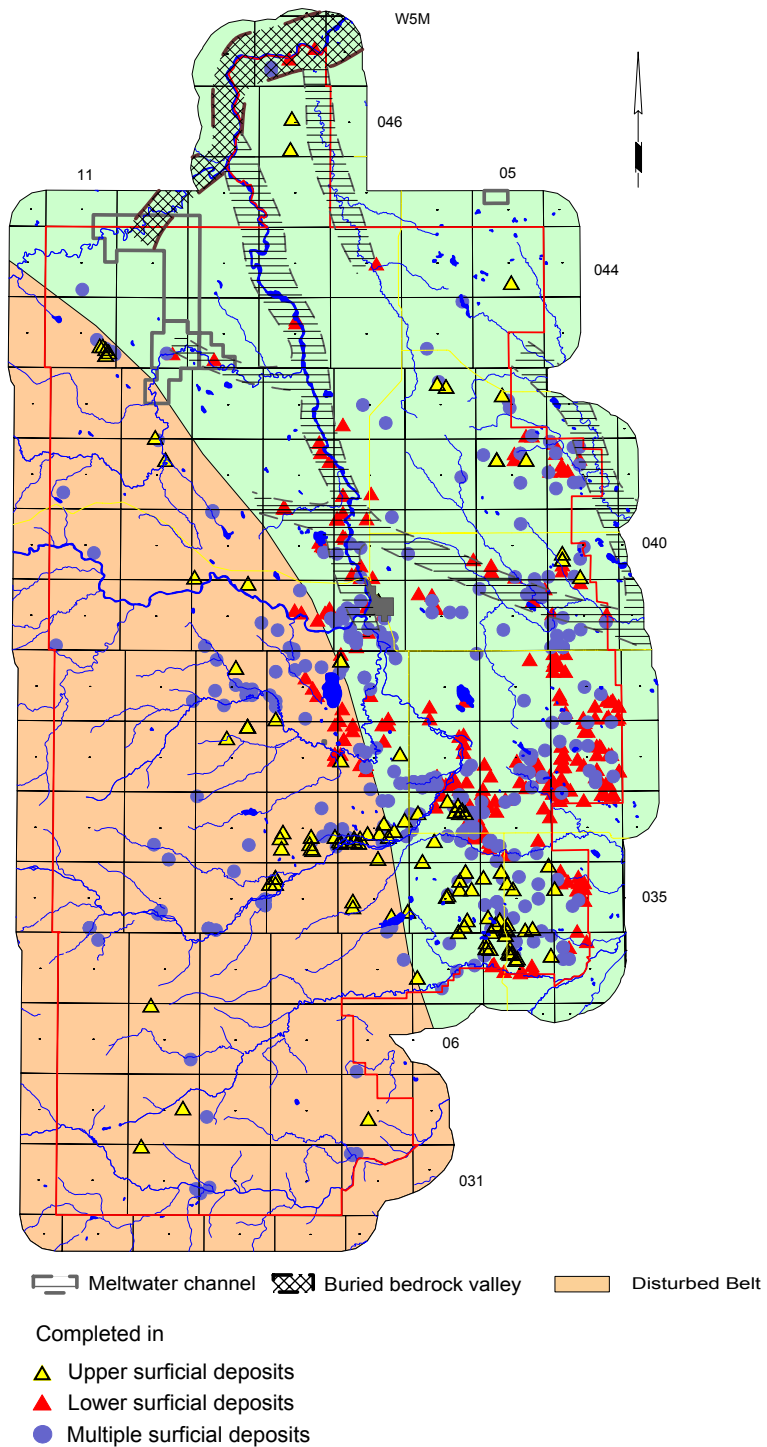 W5M
046
11
05
044
040
035
06
031
Meltwater channel
Buried bedrock valley
Disturbed Belt
Completed in
Upper surficial deposits
Lower surficial deposits
Multiple surficial deposits